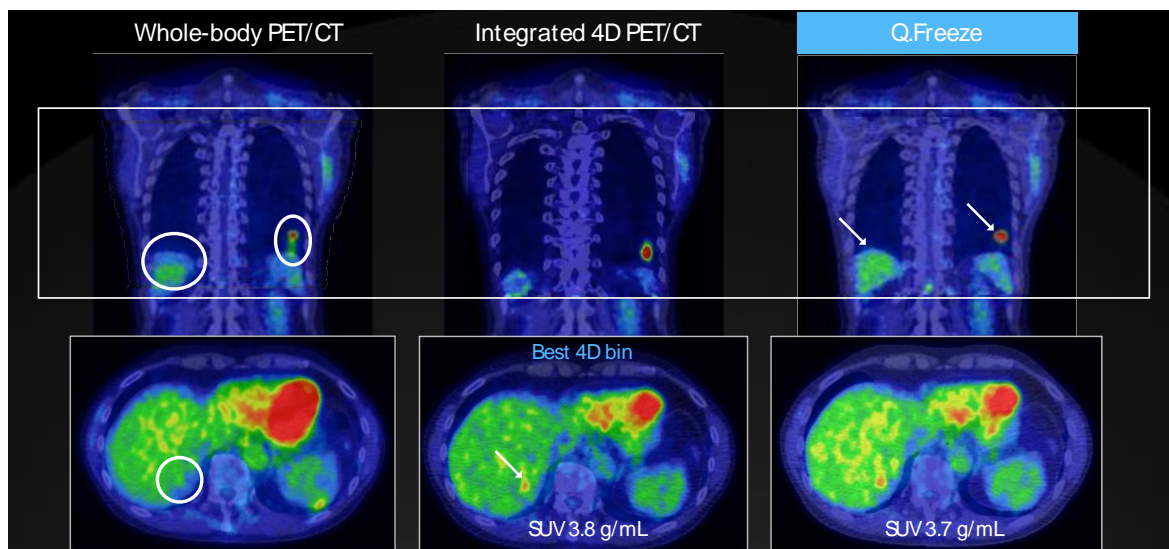 Whole-body PET/CT
Integrated 4D PET/CT
Q.Freeze
Best 4D bin
SUV 3.8 g/mL
SUV 3.7 g/mL